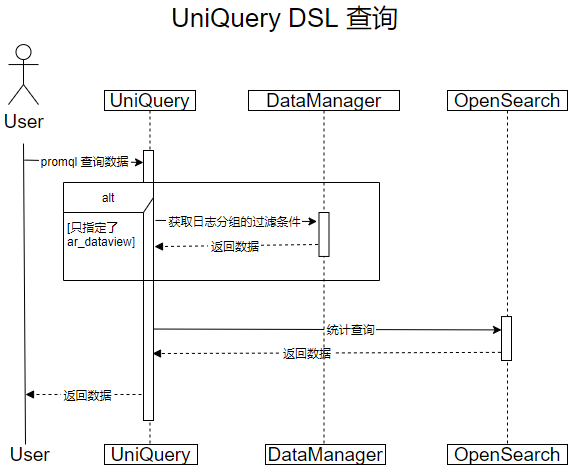 UniQuery DSL 查询
User
UniQuery
DataManager
OpenSearch
promql 查询数据
alt
[只指定了
ar_dataview]
获取日志分组的过滤条件
返回数据
统计查询
返回数据
返回数据
User
UniQuery
DataManager
OpenSearch